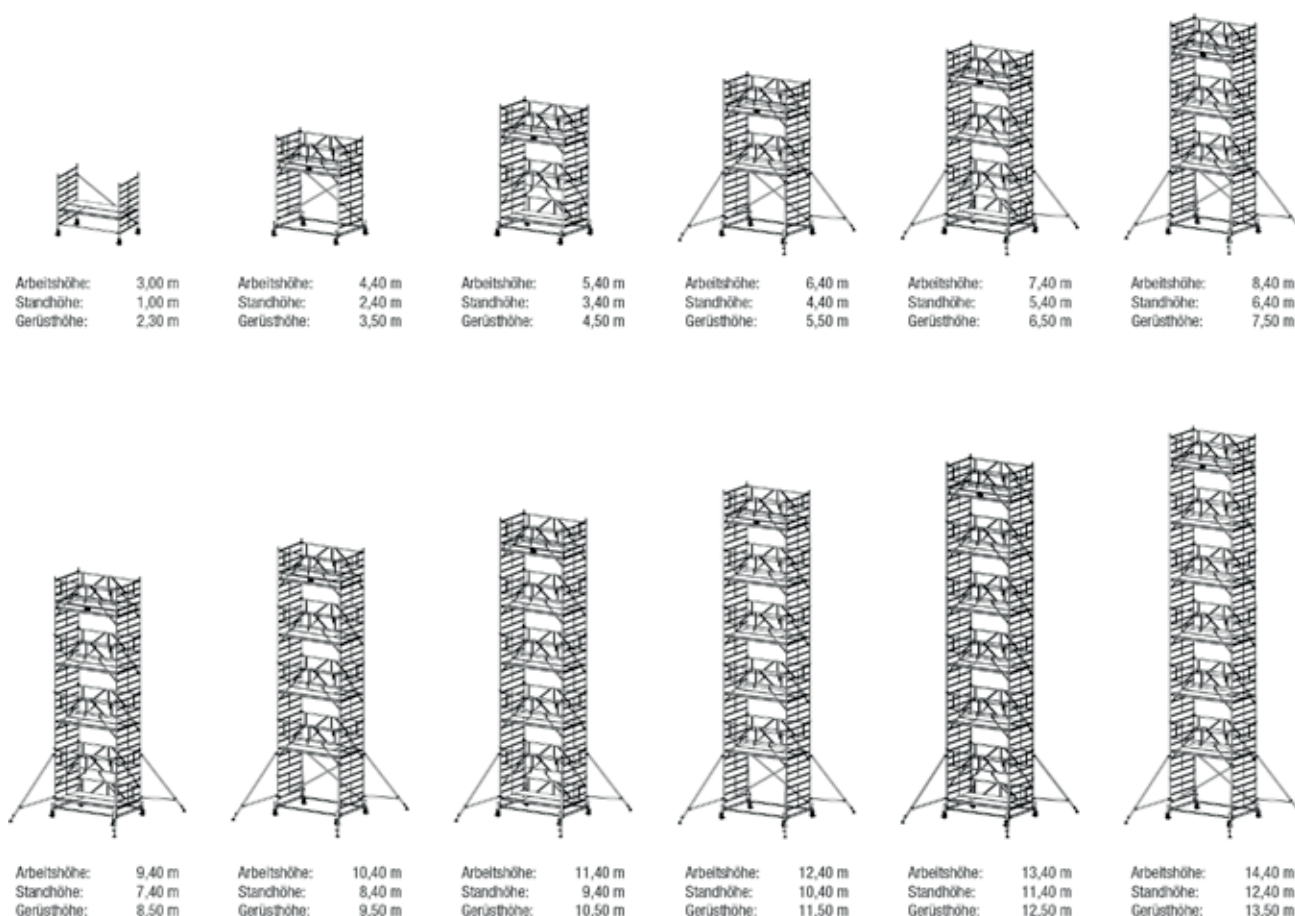 Arbeitshöhe: 3,00 m Arbeitshöhe: 4,40 m Arbeitshöhe: 5,40 m Arbeitshöhe: 6,40 m Arbeitshöhe: 7,40 m Arbeitshöhe: 8,40 m
Standhöhe: 1,00 m Standhöhe: 2,40 m Standhöhe: 3,40 m Standhöhe: 4,40 m Standhöhe: 5,40 m Standhöhe: 6,40 m
Gerüsthöhe: 2,30 m Gerüsthöhe: 3,50 m Gerüsthöhe: 4,50 m Gerüsthöhe: 5,50 m Gerüsthöhe: 6,50 m Gerüsthöhe: 7,50 m
Arbeitshöhe: 9,40 m Arbeitshöhe: 10,40 m Arbeitshöhe: 11,40 m Arbeitshöhe: 12,40 m Arbeitshöhe: 13,40 m Arbeitshöhe: 14,40 m
Standhöhe: 7,40 m Standhöhe: 8,40 m Standhöhe: 9,40 m Standhöhe: 10,40 m Standhöhe: 11,40 m Standhöhe: 12,40 m
Gerüsthöhe: 8,50 m Gerüsthöhe: 9,50 m Gerüsthöhe: 10,50 m Gerüsthöhe: 11,50 m Gerüsthöhe: 12,50 m Gerüsthöhe: 13,50 m